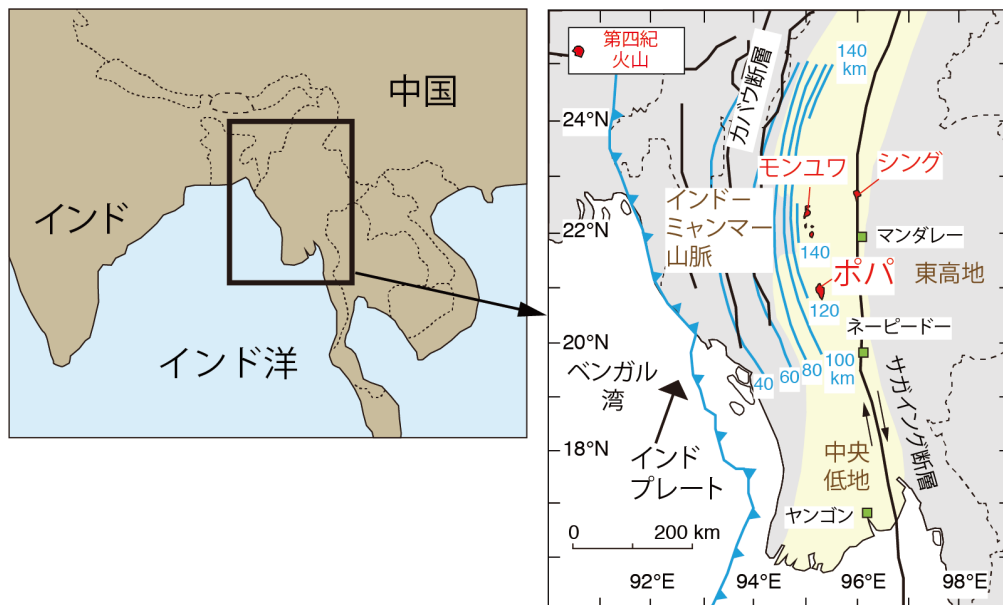 中国
インド
インド洋
第四紀
火山
140
km
カバウ断層
24°N
モンユワ
シング
インドー
ミャンマー
山脈
22°N
マンダレー
140
ポパ
東高地
120
ネーピードー
20°N
100
km
80
60
40
ベンガル
湾
サガイング断層
18°N
インド
プレート
中央
低地
ヤンゴン
0
200 km
92°E
94°E
96°E
98°E